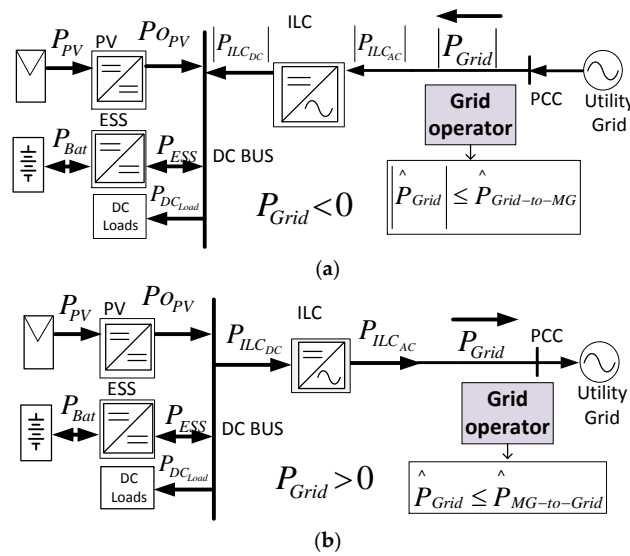 P_PV PV Po_PV |P_ILC_DC| ILC |P_ILC_AC| |P_Grid|
PCC Utility Grid
ESS
P_Bat P_ESS DC BUS
Grid operator
DC Loads P_DC_Load
P_Grid < 0
|P̂_Grid| ≤ P̂_Grid-to-MG
(a)
P_PV PV Po_PV P_ILC_DC ILC P_ILC_AC P_Grid PCC
Utility Grid
ESS
P_Bat P_ESS DC BUS
Grid operator
DC Loads P_DC_Load
P_Grid > 0
P̂_Grid ≤ P̂_MG-to-Grid
(b)